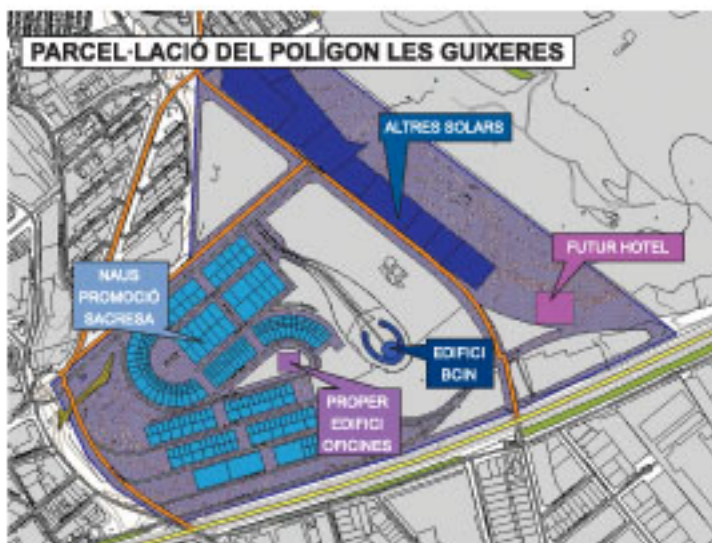 PARCEL·LACIÓ DEL POLÍGON LES GUIXERES
ALTRES SOLARS
FUTUR HOTEL
NAUS
PROMOCIÓ
SACRESA
EDIFICI
BCIN
PROPER
EDIFICI
OFICINES